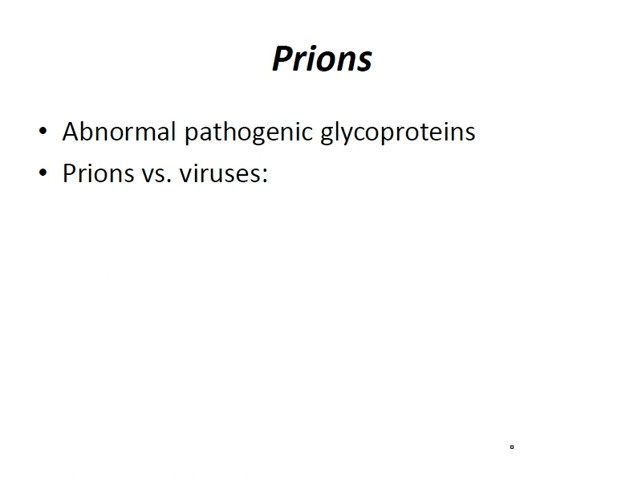 Prions
• Abnormal pathogenic glycoproteins
• Prions vs. viruses: